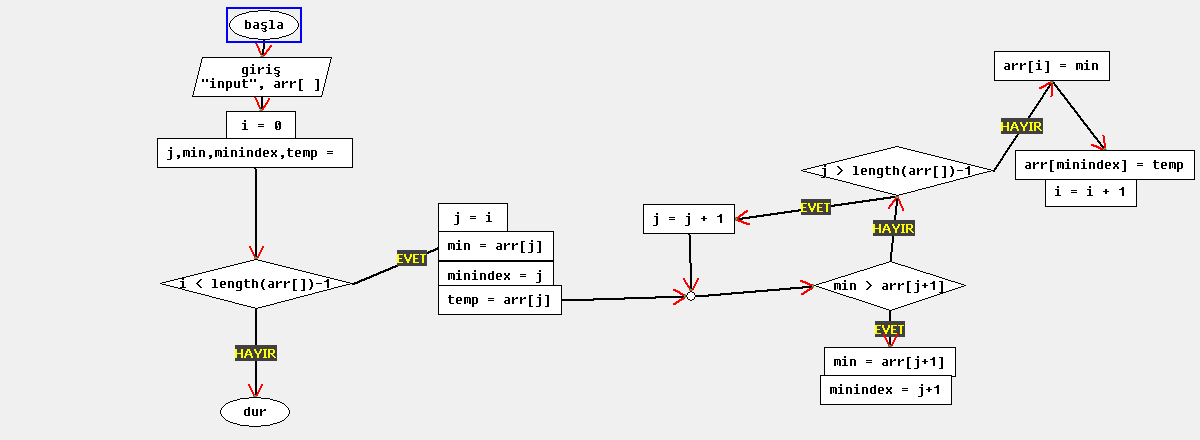 başla
giriş
"input", arr[ ]
i = 0
j,min,minindex,temp =
i < length(arr[])-1
HAYIR
dur
EVET
j = i
min = arr[j]
minindex = j
temp = arr[j]
j = j + 1
EVET
j > length(arr[])-1
HAYIR
min > arr[j+1]
EVET
min = arr[j+1]
minindex = j+1
HAYIR
arr[i] = min
arr[minindex] = temp
i = i + 1